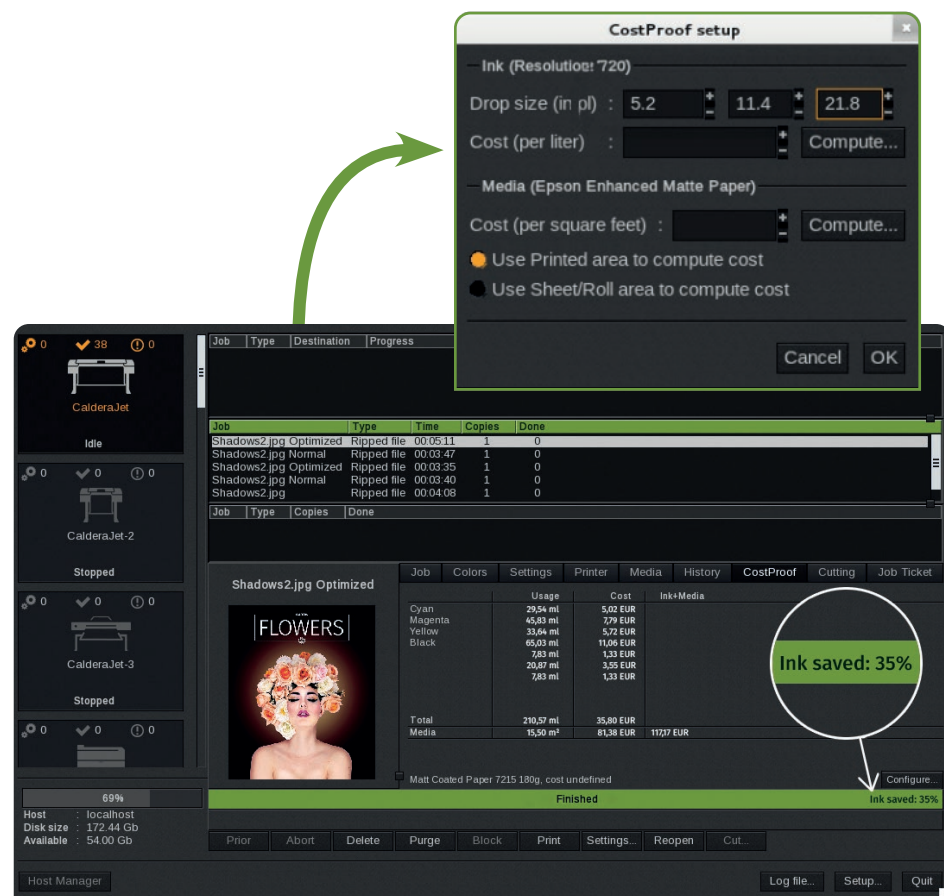 CostProof setup
Ink (Resolution: 720)
Drop size (in pl) : 5.2 11.4 21.8
Cost (per liter) : Compute...
Media (Epson Enhanced Matte Paper)
Cost (per square feet) : Compute...
Use Printed area to compute cost
Use Sheet/Roll area to compute cost
Cancel OK
0 38 0
CalderaJet
Idle
0 0 0
CalderaJet-2
Stopped
0 0 0
CalderaJet-3
Stopped
0 0 0
69%
Host : localhost
Disk size : 172.44 Gb
Available : 54.00 Gb
Job Type Destination Progress
Job Type Time Copies Done
Shadows2.jpg Optimized Ripped file 00:05:11 1 0
Shadows2.jpg Normal Ripped file 00:03:47 1 0
Shadows2.jpg Optimized Ripped file 00:03:35 1 0
Shadows2.jpg Normal Ripped file 00:03:40 1 0
Shadows2.jpg Ripped file 00:04:08 1 0
Job Type Copies Done
Shadows2.jpg Optimized
FLOWERS
Job Colors Settings Printer Media History CostProof Cutting Job Ticket
Usage Cost Ink+Media
Cyan 29,54 ml 5,02 EUR
Magenta 45,83 ml 7,79 EUR
Yellow 33,64 ml 5,72 EUR
Black 65,03 ml 11,06 EUR
7,83 ml 1,33 EUR
20,87 ml 3,55 EUR
7,83 ml 1,33 EUR
Total 210,57 ml 35,80 EUR
Media 15,50 m² 81,38 EUR 117,17 EUR
Ink saved: 35%
Matt Coated Paper 7215 180g, cost undefined
Configure...
Finished
Ink saved: 35%
Prior Abort Delete Purge Block Print Settings... Reopen Cut...
Host Manager
Log file... Setup... Quit